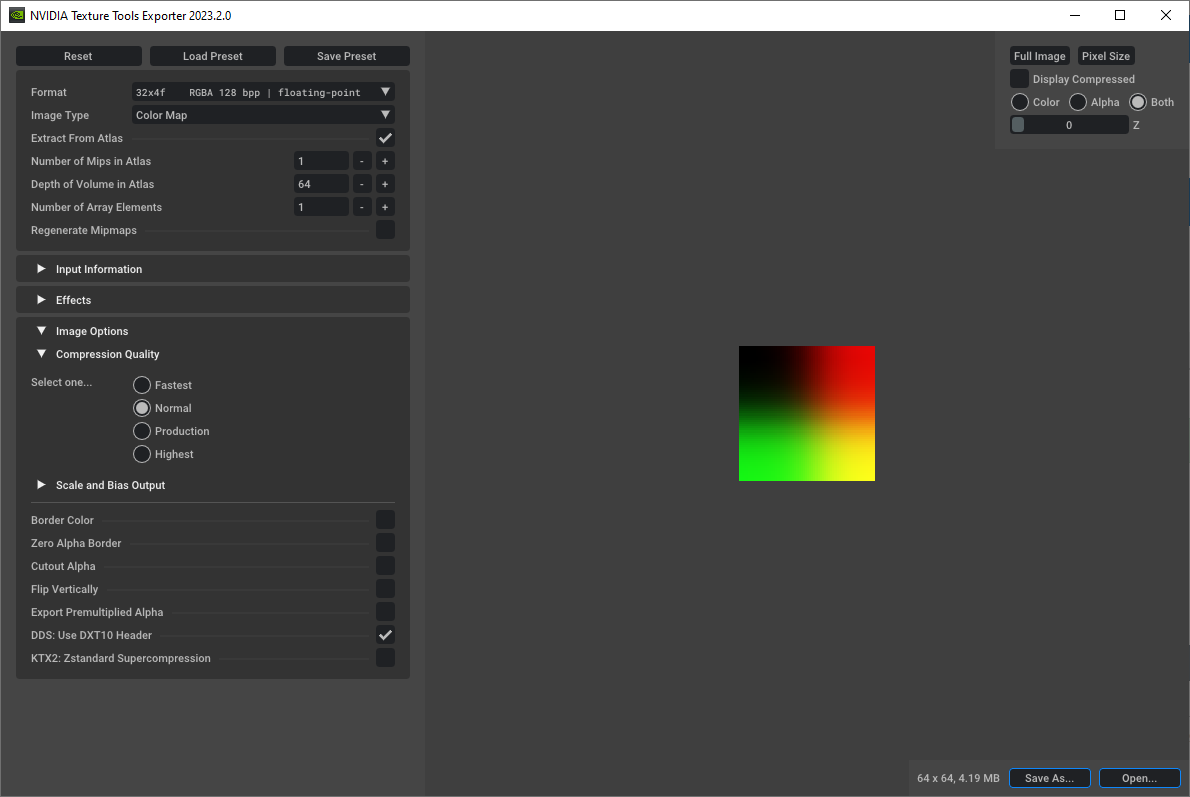 NVIDIA Texture Tools Exporter 2023.2.0
Reset
Load Preset
Save Preset
Format
32x4f RGBA 128 bpp | floating-point
Image Type
Color Map
Extract From Atlas
Number of Mips in Atlas
1
-
+
Depth of Volume in Atlas
64
-
+
Number of Array Elements
1
-
+
Regenerate Mipmaps
Input Information
Effects
Image Options
Compression Quality
Select one...
Fastest
Normal
Production
Highest
Scale and Bias Output
Border Color
Zero Alpha Border
Cutout Alpha
Flip Vertically
Export Premultiplied Alpha
DDS: Use DXT10 Header
KTX2: Zstandard Supercompression
Full Image
Pixel Size
Display Compressed
Color
Alpha
Both
0
Z
64 x 64, 4.19 MB
Save As...
Open...